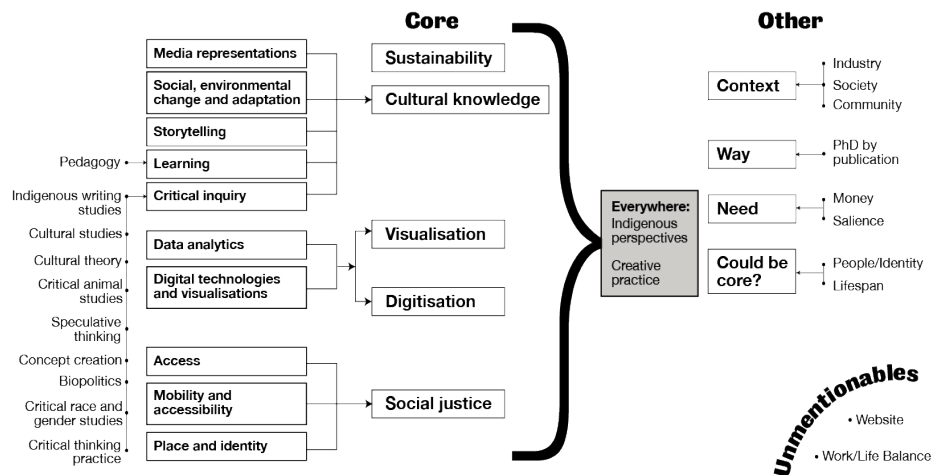 Core
Other
Media representations
Social, environmental
change and adaptation
Storytelling
Learning
Critical inquiry
Data analytics
Digital technologies
and visualisations
Access
Mobility and
accessibility
Place and identity
Pedagogy
Indigenous writing
studies
Cultural studies
Cultural theory
Critical animal
studies
Speculative
thinking
Concept creation
Biopolitics
Critical race and
gender studies
Critical thinking
practice
Sustainability
Cultural knowledge
Visualisation
Digitisation
Social justice
Everywhere:
Indigenous
perspectives
Creative
practice
Context
Industry
Society
Community
Way
PhD by
publication
Need
Money
Salience
Could be
core?
People/Identity
Lifespan
Unmentionables
• Website
• Work/Life Balance